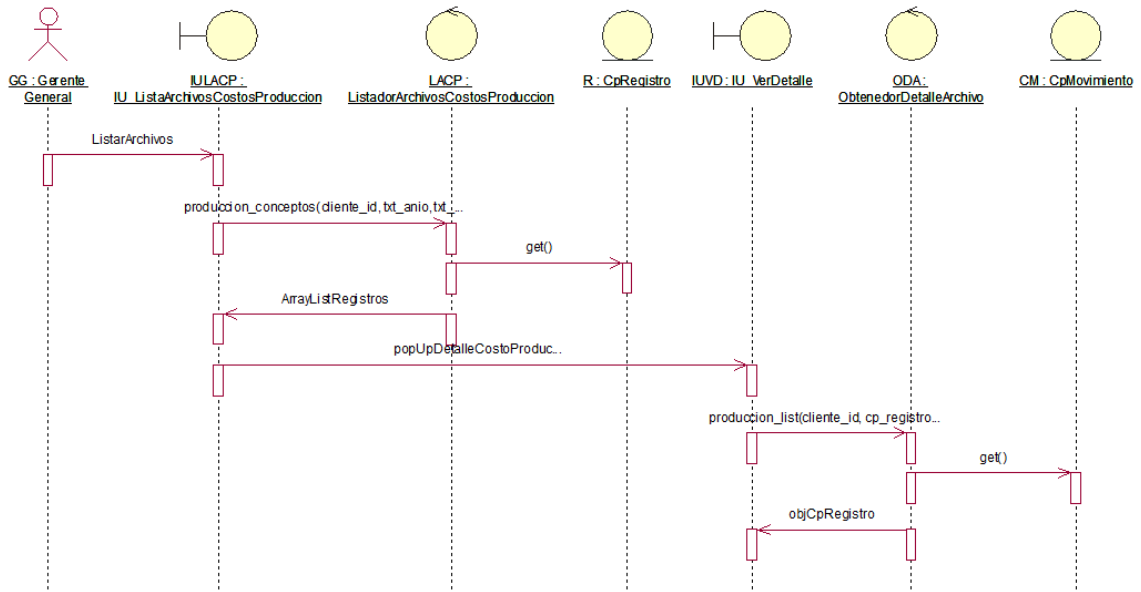 GG : Gerente
General
IULACP :
IU_ListaArchivosCostosProduccion
LACP :
ListadorArchivosCostosProduccion
R : CpRegistro
IUVD : IU_VerDetalle
ODA :
ObtenedorDetalleArchivo
CM : CpMovimiento
ListarArchivos
produccion_conceptos(cliente_id, txt_anio,txt_...
get()
ArrayListRegistros
popUpDetalleCostoProduc...
produccion_list(cliente_id, cp_registro...
get()
objCpRegistro